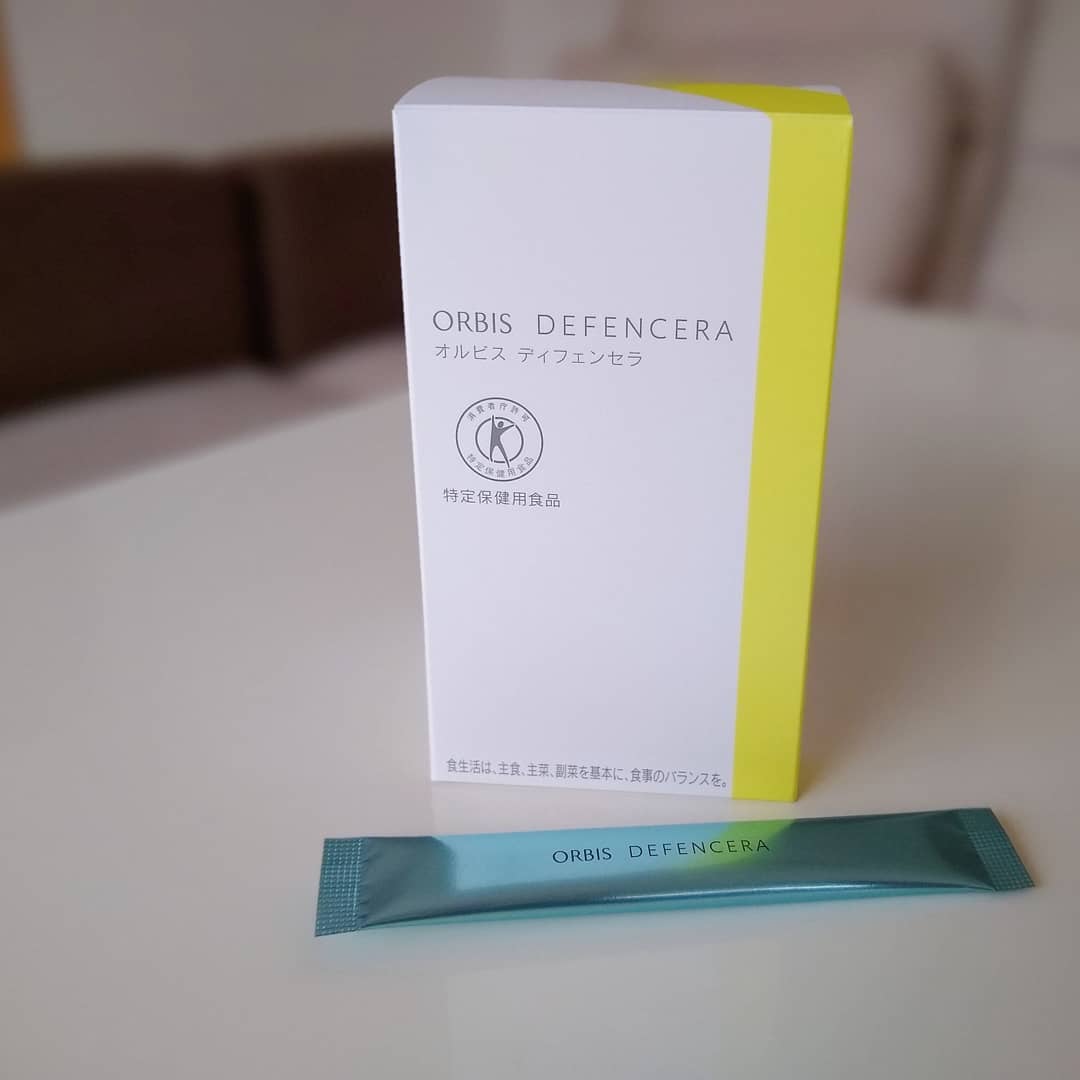 ORBIS DEFENCERA
オルビス ディフェンセラ
消費者庁許可
特定保健用食品
特定保健用食品
食生活は、主食、主菜、副菜を基本に、食事のバランスを。
ORBIS DEFENCERA